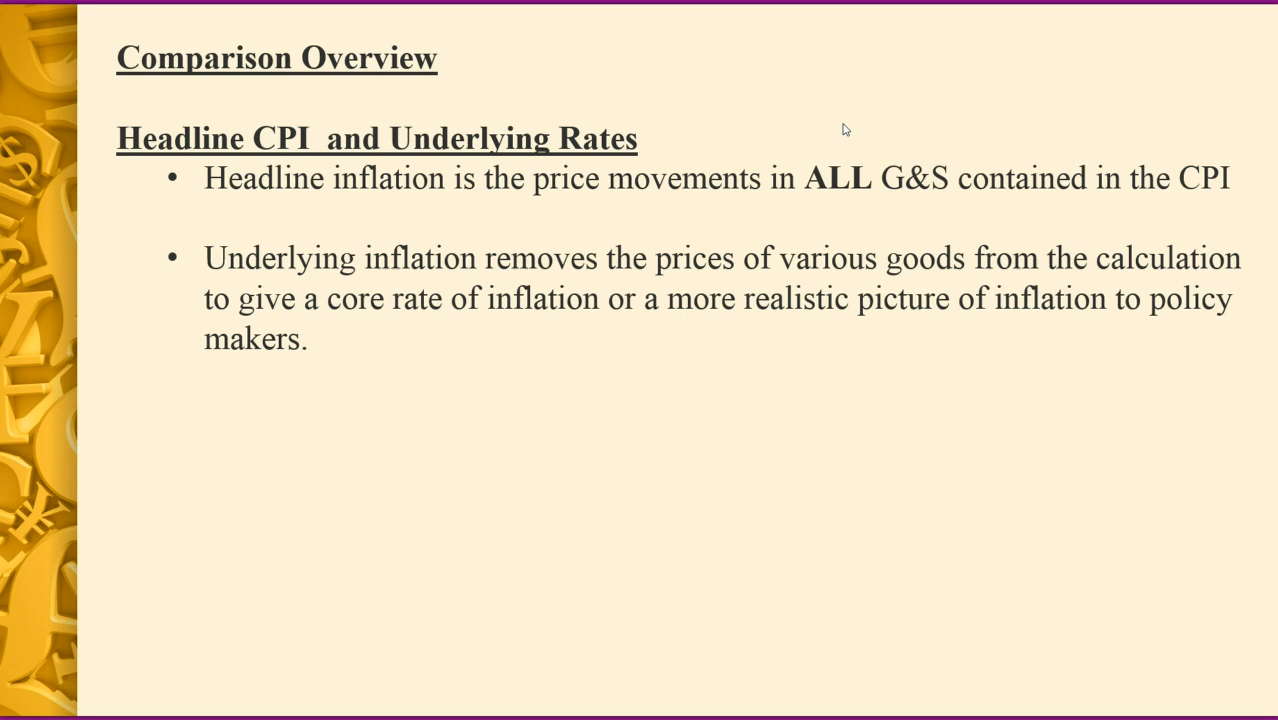 Comparison Overview
Headline CPI  and Underlying Rates
• Headline inflation is the price movements in ALL G&S contained in the CPI
• Underlying inflation removes the prices of various goods from the calculation
to give a core rate of inflation or a more realistic picture of inflation to policy
makers.